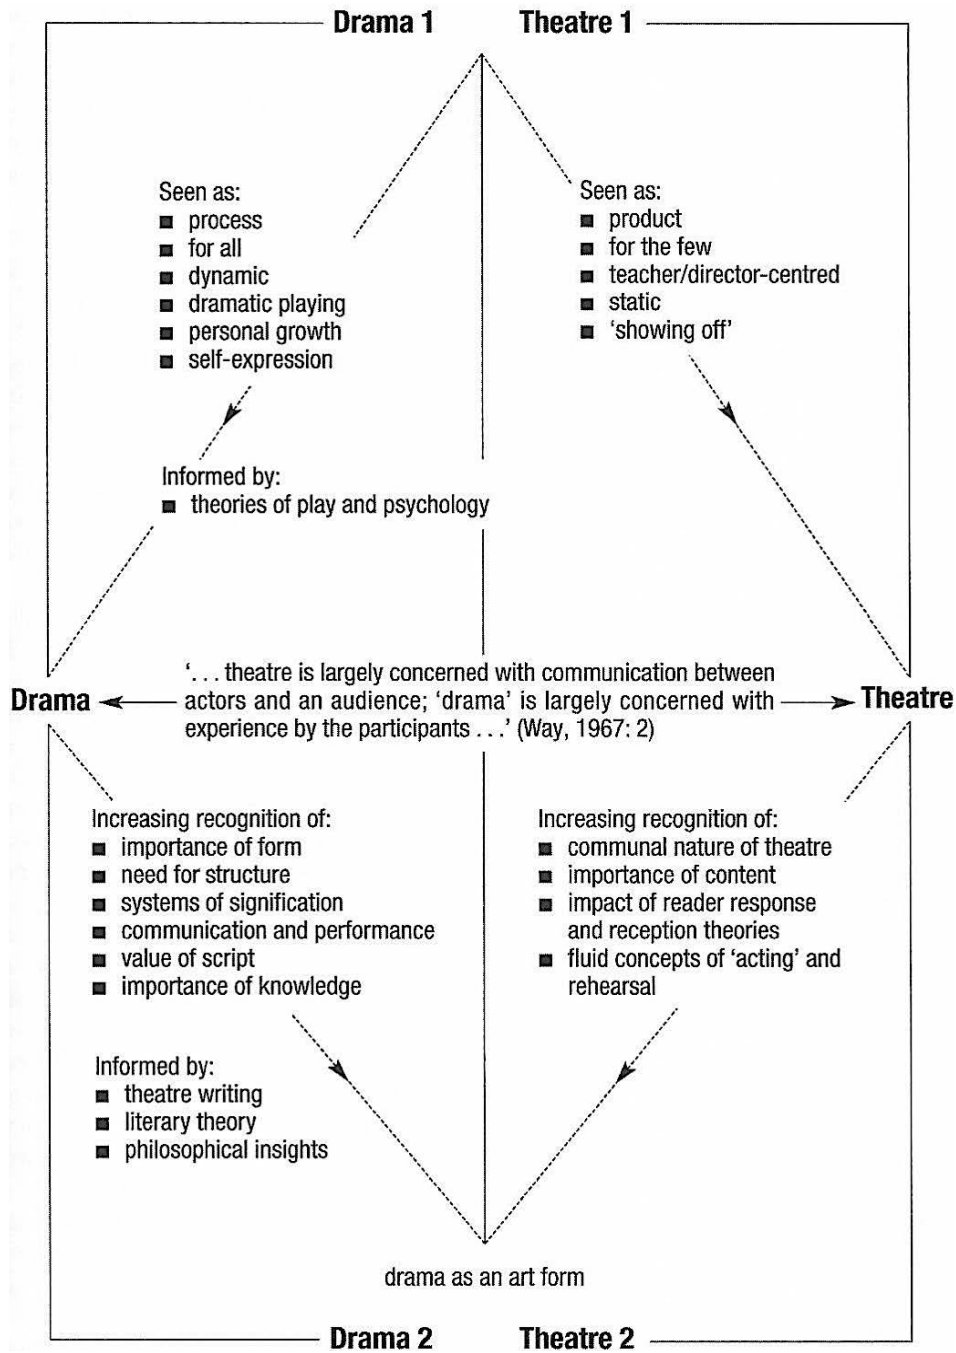 Drama 1
Theatre 1
Seen as:
■ process
■ for all
■ dynamic
■ dramatic playing
■ personal growth
■ self-expression
Seen as:
■ product
■ for the few
■ teacher/director-centred
■ static
■ ‘showing off’
Informed by:
■ theories of play and psychology
Drama
‘. . . theatre is largely concerned with communication between
actors and an audience; ‘drama’ is largely concerned with
experience by the participants . . .’ (Way, 1967: 2)
Theatre
Increasing recognition of:
■ importance of form
■ need for structure
■ systems of signification
■ communication and performance
■ value of script
■ importance of knowledge
Informed by:
■ theatre writing
■ literary theory
■ philosophical insights
Increasing recognition of:
■ communal nature of theatre
■ importance of content
■ impact of reader response
and reception theories
■ fluid concepts of ‘acting’ and
rehearsal
drama as an art form
Drama 2
Theatre 2